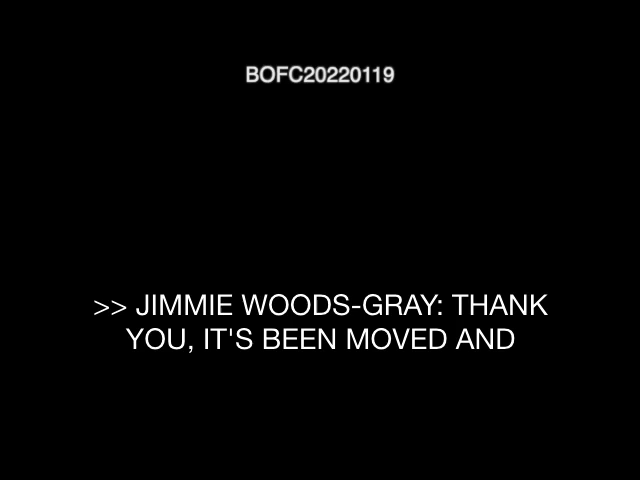 BOFC20220119
>> JIMMIE WOODS-GRAY: THANK
YOU, IT'S BEEN MOVED AND